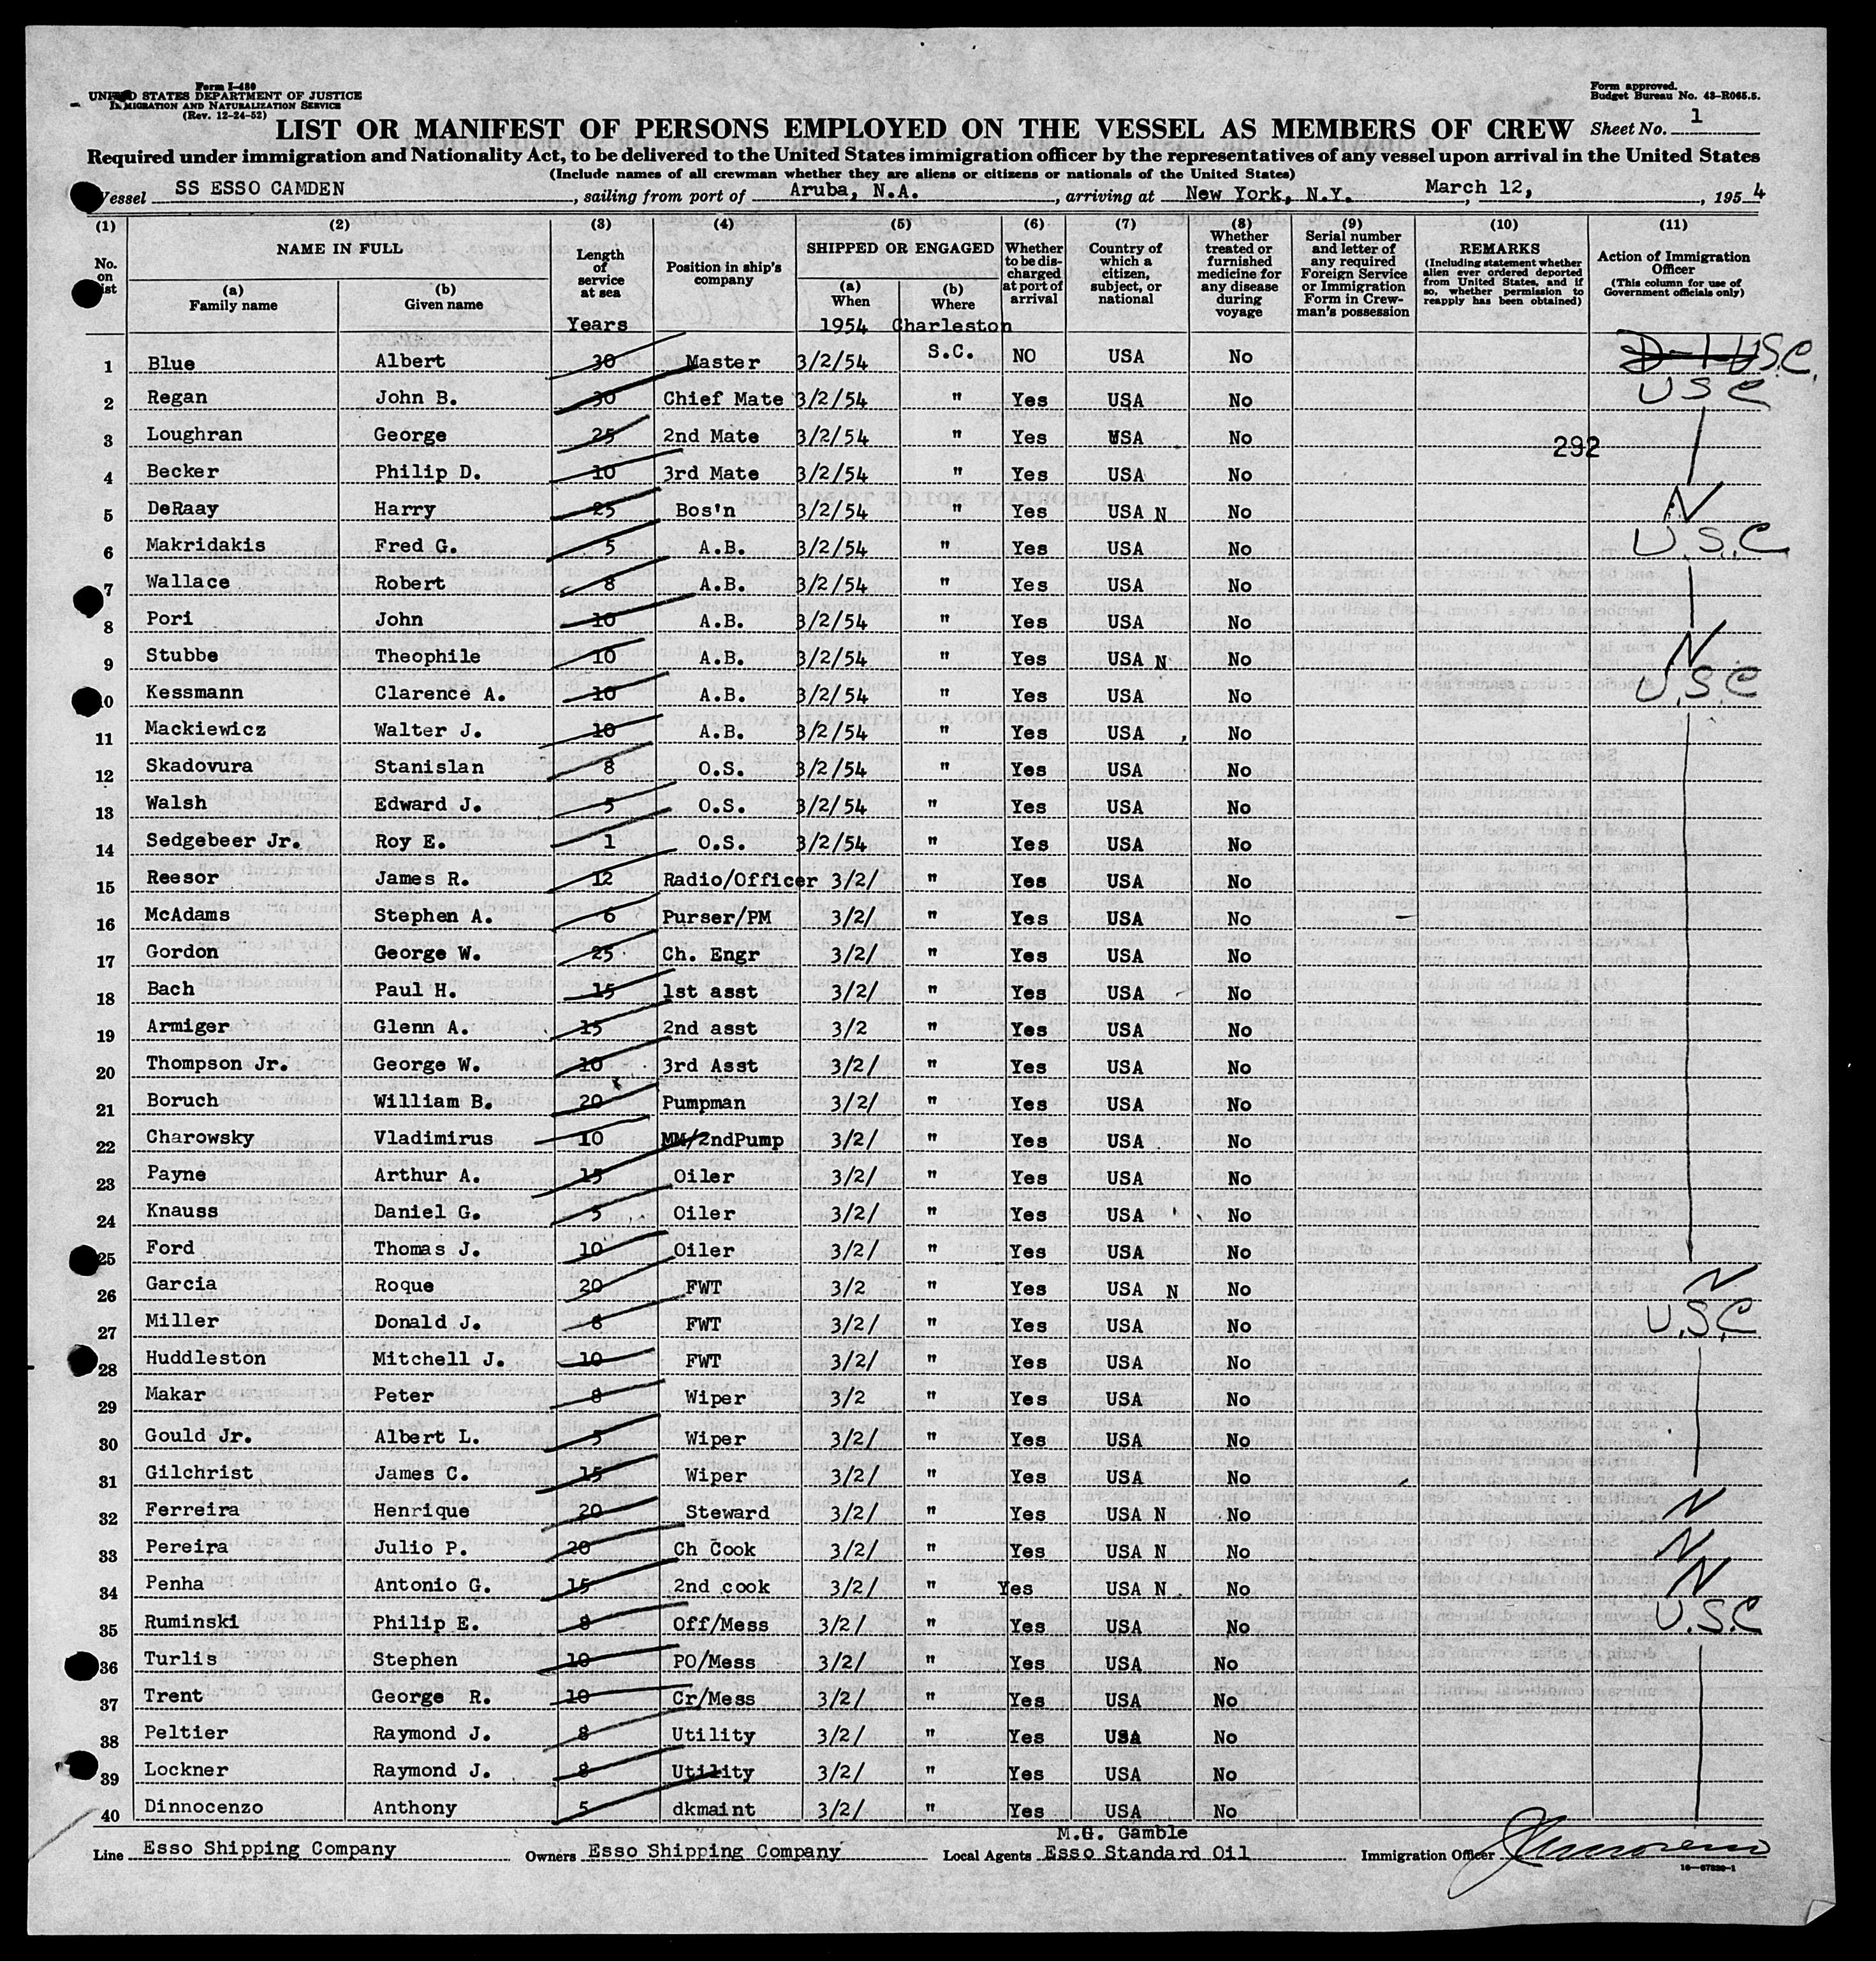 Form I-480
UNITED STATES DEPARTMENT OF JUSTICE
IMMIGRATION AND NATURALIZATION SERVICE
(Rev. 12-24-52)
Form approved.
Budget Bureau No. 43-R065.5.
LIST OR MANIFEST OF PERSONS EMPLOYED ON THE VESSEL AS MEMBERS OF CREW Sheet No. 1
Required under immigration and Nationality Act, to be delivered to the United States immigration officer by the representatives of any vessel upon arrival in the United States
(Include names of all crewman whether they are aliens or citizens or nationals of the United States)
Vessel SS ESSO CAMDEN, sailing from port of Aruba, N.A., arriving at New York, N.Y. March 12, 1954
(1) No. on list
(2) NAME IN FULL (a) Family name (b) Given name
(3) Length of service at sea
(4) Position in ship's company
(5) SHIPPED OR ENGAGED (a) When (b) Where
(6) Whether to be discharged at port of arrival
(7) Country of which a citizen, subject, or national
(8) Whether treated or furnished medicine for any disease during voyage
(9) Serial number and letter of any required Foreign Service or Immigration Form in Crewman's possession
(10) REMARKS (Including statement whether alien ever ordered deported from United States, and if so, whether permission to reapply has been obtained)
(11) Action of Immigration Officer (This column for use of Government officials only)
Years 1954 Charleston
1 Blue Albert 30 Master 3/2/54 S.C. NO USA No D-1 USC.
2 Regan John B. 30 Chief Mate 3/2/54 " Yes USA No USC
3 Loughran George 25 2nd Mate 3/2/54 " Yes USA No 292
4 Becker Philip D. 10 3rd Mate 3/2/54 " Yes USA No
5 DeRaay Harry 25 Bos'n 3/2/54 " Yes USA N No N
6 Makridakis Fred G. 5 A.B. 3/2/54 " Yes USA No U.S.C
7 Wallace Robert 8 A.B. 3/2/54 " Yes USA No
8 Pori John 10 A.B. 3/2/54 " Yes USA No
9 Stubbe Theophile 10 A.B. 3/2/54 " Yes USA N No N
10 Kessmann Clarence A. 10 A.B. 3/2/54 " Yes USA No U.S.C
11 Mackiewicz Walter J. 10 A.B. 3/2/54 " Yes USA No
12 Skadovura Stanislan 8 O.S. 3/2/54 " Yes USA No
13 Walsh Edward J. 5 O.S. 3/2/54 " Yes USA No
14 Sedgebeer Jr. Roy E. 1 O.S. 3/2/54 " Yes USA No
15 Reesor James R. 12 Radio/Officer 3/2/ " Yes USA No
16 McAdams Stephen A. 6 Purser/PM 3/2/ " Yes USA No
17 Gordon George W. 25 Ch. Engr 3/2/ " Yes USA No
18 Bach Paul H. 15 1st asst 3/2/ " Yes USA No
19 Armiger Glenn A. 15 2nd asst 3/2 " Yes USA No
20 Thompson Jr. George W. 10 3rd Asst 3/2/ " Yes USA No
21 Boruch William B. 20 Pumpman 3/2/ " Yes USA No
22 Charowsky Vladimirus 10 MM/2ndPump 3/2/ " Yes USA No
23 Payne Arthur A. 15 Oiler 3/2/ " Yes USA No
24 Knauss Daniel G. 5 Oiler 3/2/ " Yes USA No
25 Ford Thomas J. 10 Oiler 3/2/ " Yes USA No
26 Garcia Roque 20 FWT 3/2 " Yes USA N No N
27 Miller Donald J. 8 FWT 3/2/ " Yes USA No U.S.C
28 Huddleston Mitchell J. 10 FWT 3/2/ " Yes USA No
29 Makar Peter 8 Wiper 3/2 " Yes USA No
30 Gould Jr. Albert L. 5 Wiper 3/2/ " Yes USA No
31 Gilchrist James C. 15 Wiper 3/2/ " Yes USA No
32 Ferreira Henrique 20 Steward 3/2/ " Yes USA N No N
33 Pereira Julio P. 20 Ch Cook 3/2/ " Yes USA N No N
34 Penha Antonio G. 15 2nd cook 3/2/ " Yes USA N No N
35 Ruminski Philip E. 8 Off/Mess 3/2/ " Yes USA No U.S.C
36 Turlis Stephen 10 PO/Mess 3/2/ " Yes USA No
37 Trent George R. 10 Cr/Mess 3/2/ " Yes USA No
38 Peltier Raymond J. 8 Utility 3/2/ " Yes USA No
39 Lockner Raymond J. 8 Utility 3/2/ " Yes USA No
40 Dinnocenzo Anthony 5 dkmaint 3/2/ " Yes USA No
M.G. Gamble
Line Esso Shipping Company Owners Esso Shipping Company Local Agents Esso Standard Oil Immigration Officer